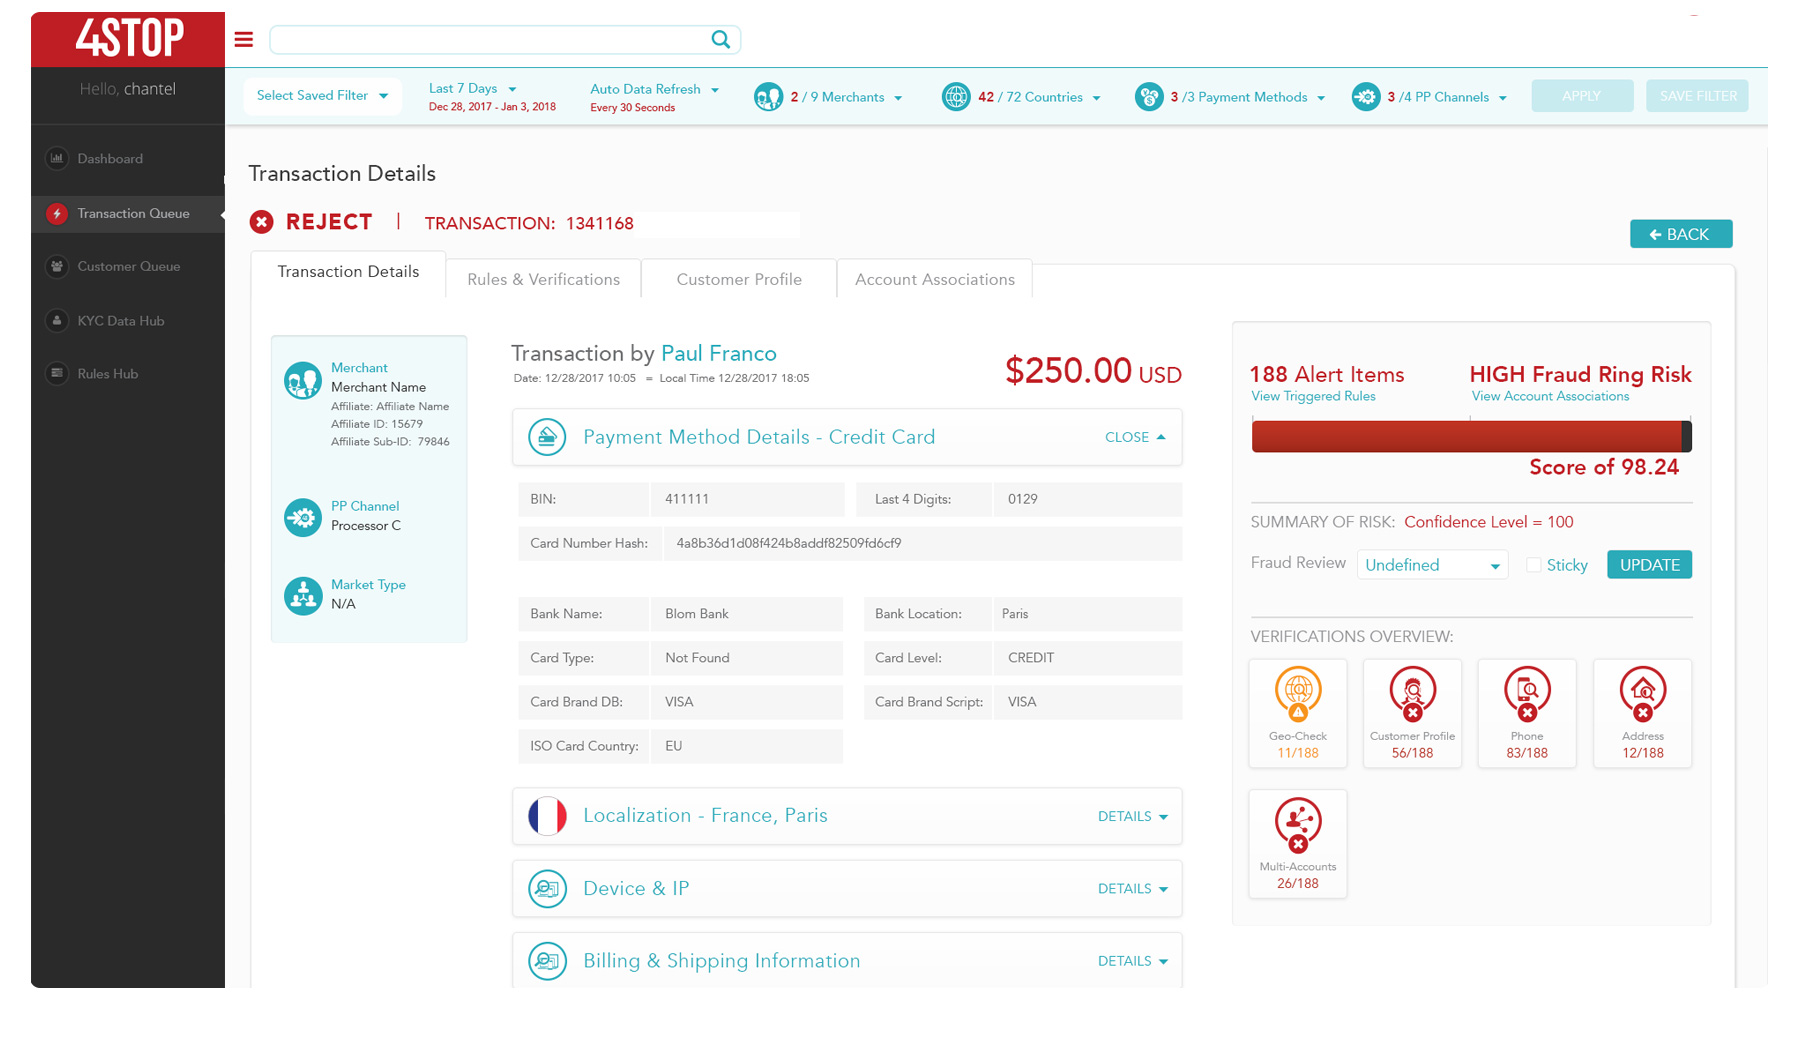 4STOP
Hello, chantel
Select Saved Filter
Last 7 Days
Dec 28, 2017 - Jan 3, 2018
Auto Data Refresh
Every 30 Seconds
2 / 9 Merchants
42 / 72 Countries
3 /3 Payment Methods
3 /4 PP Channels
APPLY
SAVE FILTER
Dashboard
Transaction Queue
Customer Queue
KYC Data Hub
Rules Hub
Transaction Details
REJECT | TRANSACTION: 1341168
BACK
Transaction Details
Rules & Verifications
Customer Profile
Account Associations
Merchant
Merchant Name
Affiliate: Affiliate Name
Affiliate ID: 15679
Affiliate Sub-ID: 79846
PP Channel
Processor C
Market Type
N/A
Transaction by Paul Franco
Date: 12/28/2017 10:05 = Local Time 12/28/2017 18:05
$250.00 USD
Payment Method Details - Credit Card
CLOSE
BIN: 411111
Last 4 Digits: 0129
Card Number Hash: 4a8b36d1d08f424b8addf82509fd6cf9
Bank Name: Blom Bank
Bank Location: Paris
Card Type: Not Found
Card Level: CREDIT
Card Brand DB: VISA
Card Brand Script: VISA
ISO Card Country: EU
Localization - France, Paris
DETAILS
Device & IP
DETAILS
Billing & Shipping Information
DETAILS
188 Alert Items
View Triggered Rules
HIGH Fraud Ring Risk
View Account Associations
Score of 98.24
SUMMARY OF RISK: Confidence Level = 100
Fraud Review
Undefined
Sticky
UPDATE
VERIFICATIONS OVERVIEW:
Geo-Check
11/188
Customer Profile
56/188
Phone
83/188
Address
12/188
Multi-Accounts
26/188